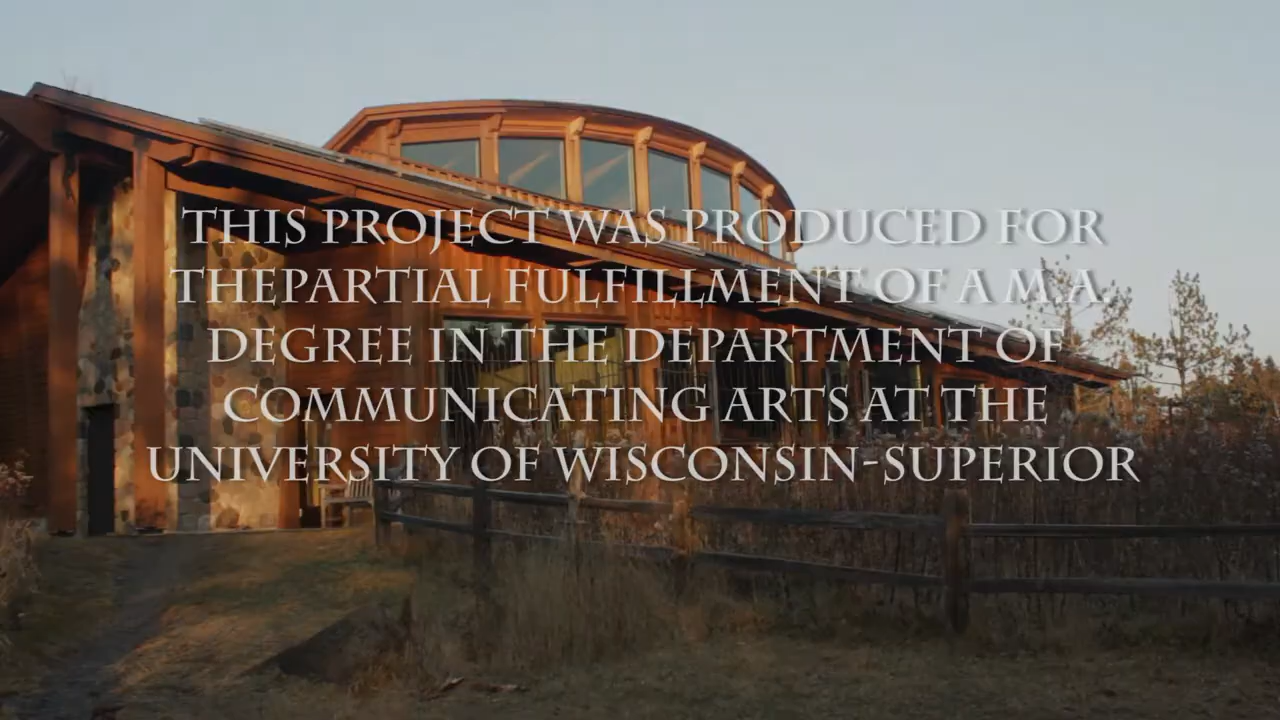 THIS PROJECT WAS PRODUCED FOR
THEPARTIAL FULFILLMENT OF A M.A.
DEGREE IN THE DEPARTMENT OF
COMMUNICATING ARTS AT THE
UNIVERSITY OF WISCONSIN-SUPERIOR